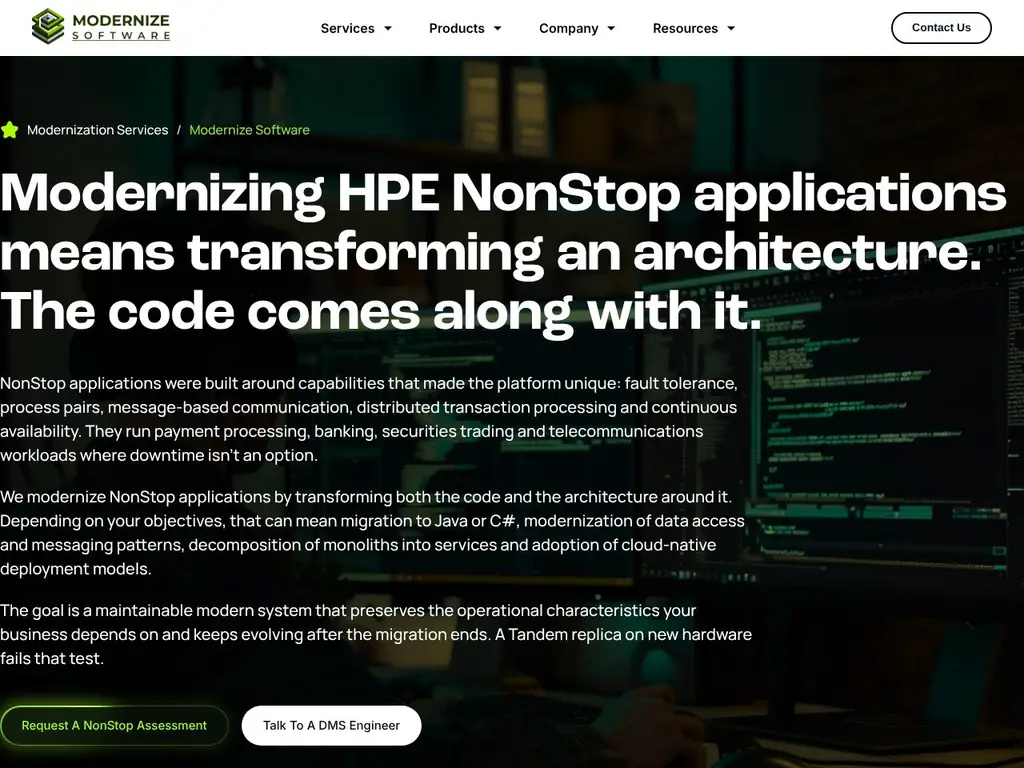 MODERNIZE
SOFTWARE
Services
Products
Company
Resources
Contact Us
Modernization Services / Modernize Software
Modernizing HPE NonStop applications
means transforming an architecture.
The code comes along with it.
NonStop applications were built around capabilities that made the platform unique: fault tolerance,
process pairs, message-based communication, distributed transaction processing and continuous
availability. They run payment processing, banking, securities trading and telecommunications
workloads where downtime isn't an option.
We modernize NonStop applications by transforming both the code and the architecture around it.
Depending on your objectives, that can mean migration to Java or C#, modernization of data access
and messaging patterns, decomposition of monoliths into services and adoption of cloud-native
deployment models.
The goal is a maintainable modern system that preserves the operational characteristics your
business depends on and keeps evolving after the migration ends. A Tandem replica on new hardware
fails that test.
Request A NonStop Assessment
Talk To A DMS Engineer